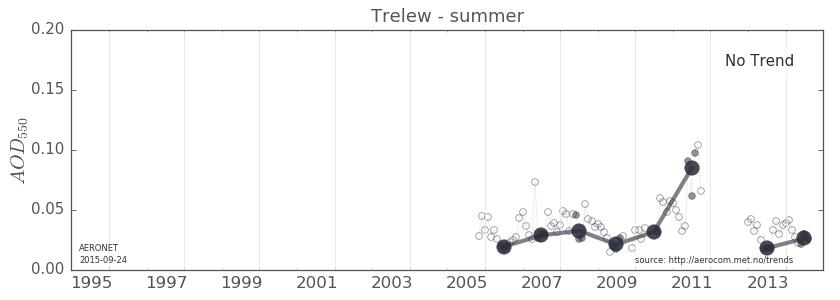 Trelew - summer
0.20
No Trend
0.15
0.10
AOD550
0.05
AERONET
2015-09-24
source: http://aerocom.met.no/trends
0.00
1995 1997 1999 2001 2003 2005 2007 2009 2011 2013